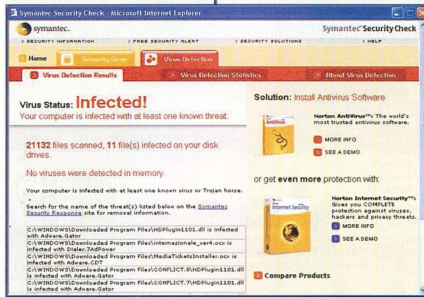 Symantec Security Check - Microsoft Internet Explorer
symantec.
Symantec Security Check
SECURITY INFORMATION
FREE SECURITY ALERT
SECURITY SOLUTIONS
HELP
Home
Virus Detection
Virus Detection Results
Virus Detection Statistics
About Virus Detection
Virus Status: Infected!
Your computer is infected with at least one known threat.
21132 files scanned, 11 file(s) infected on your disk
drives.
No viruses were detected in memory.
Your computer is infected with at least one known virus or Trojan horse.
Search for the name of the threat(s) listed below on the Symantec
Security Response site for removal information.
C:\WINDOWS\Downloaded Program Files\HDPlugin1101.dll is
infected with Adware.Gator
C:\WINDOWS\Downloaded Program Files\internazionale_ver4.ocx is
infected with Dialer.7AdPower
C:\WINDOWS\Downloaded Program Files\MediaTicketsInstaller.ocx is
infected with Adware.CDT
C:\WINDOWS\Downloaded Program Files\CONFLICT.8\HDPlugin1101.dll
is infected with Adware.Gator
C:\WINDOWS\Downloaded Program Files\CONFLICT.7\HDPlugin1101.dll
is infected with Adware.Gator
Solution: Install Antivirus Software
Norton AntiVirus™: The world's
most trusted antivirus software.
MORE INFO
SEE A DEMO
or get even more protection with:
Norton Internet Security™:
Gives you COMPLETE
protection against viruses,
hackers and privacy threats.
MORE INFO
SEE A DEMO
Compare Products